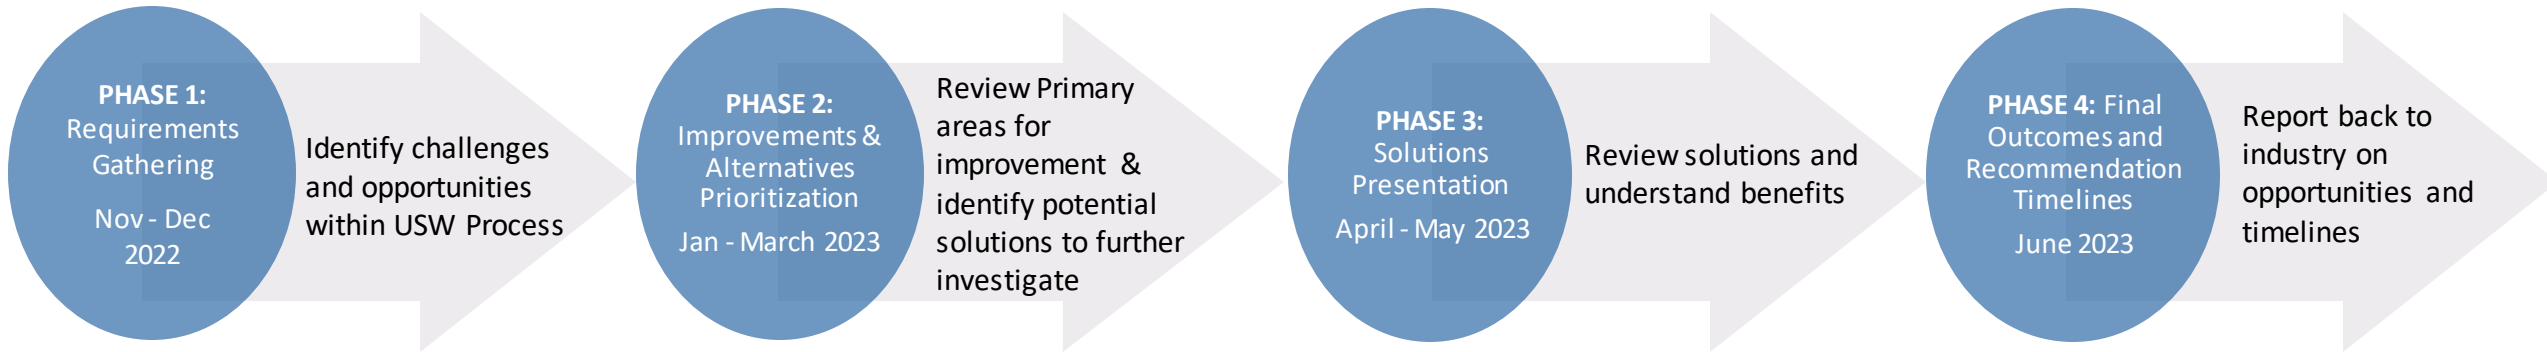 PHASE 1:
Requirements
Gathering
Nov - Dec
2022
Identify challenges
and opportunities
within USW Process
PHASE 2:
Improvements &
Alternatives
Prioritization
Jan - March 2023
Review Primary
areas for
improvement &
identify potential
solutions to further
investigate
PHASE 3:
Solutions
Presentation
April - May 2023
Review solutions and
understand benefits
PHASE 4: Final
Outcomes and
Recommendation
Timelines
June 2023
Report back to
industry on
opportunities and
timelines